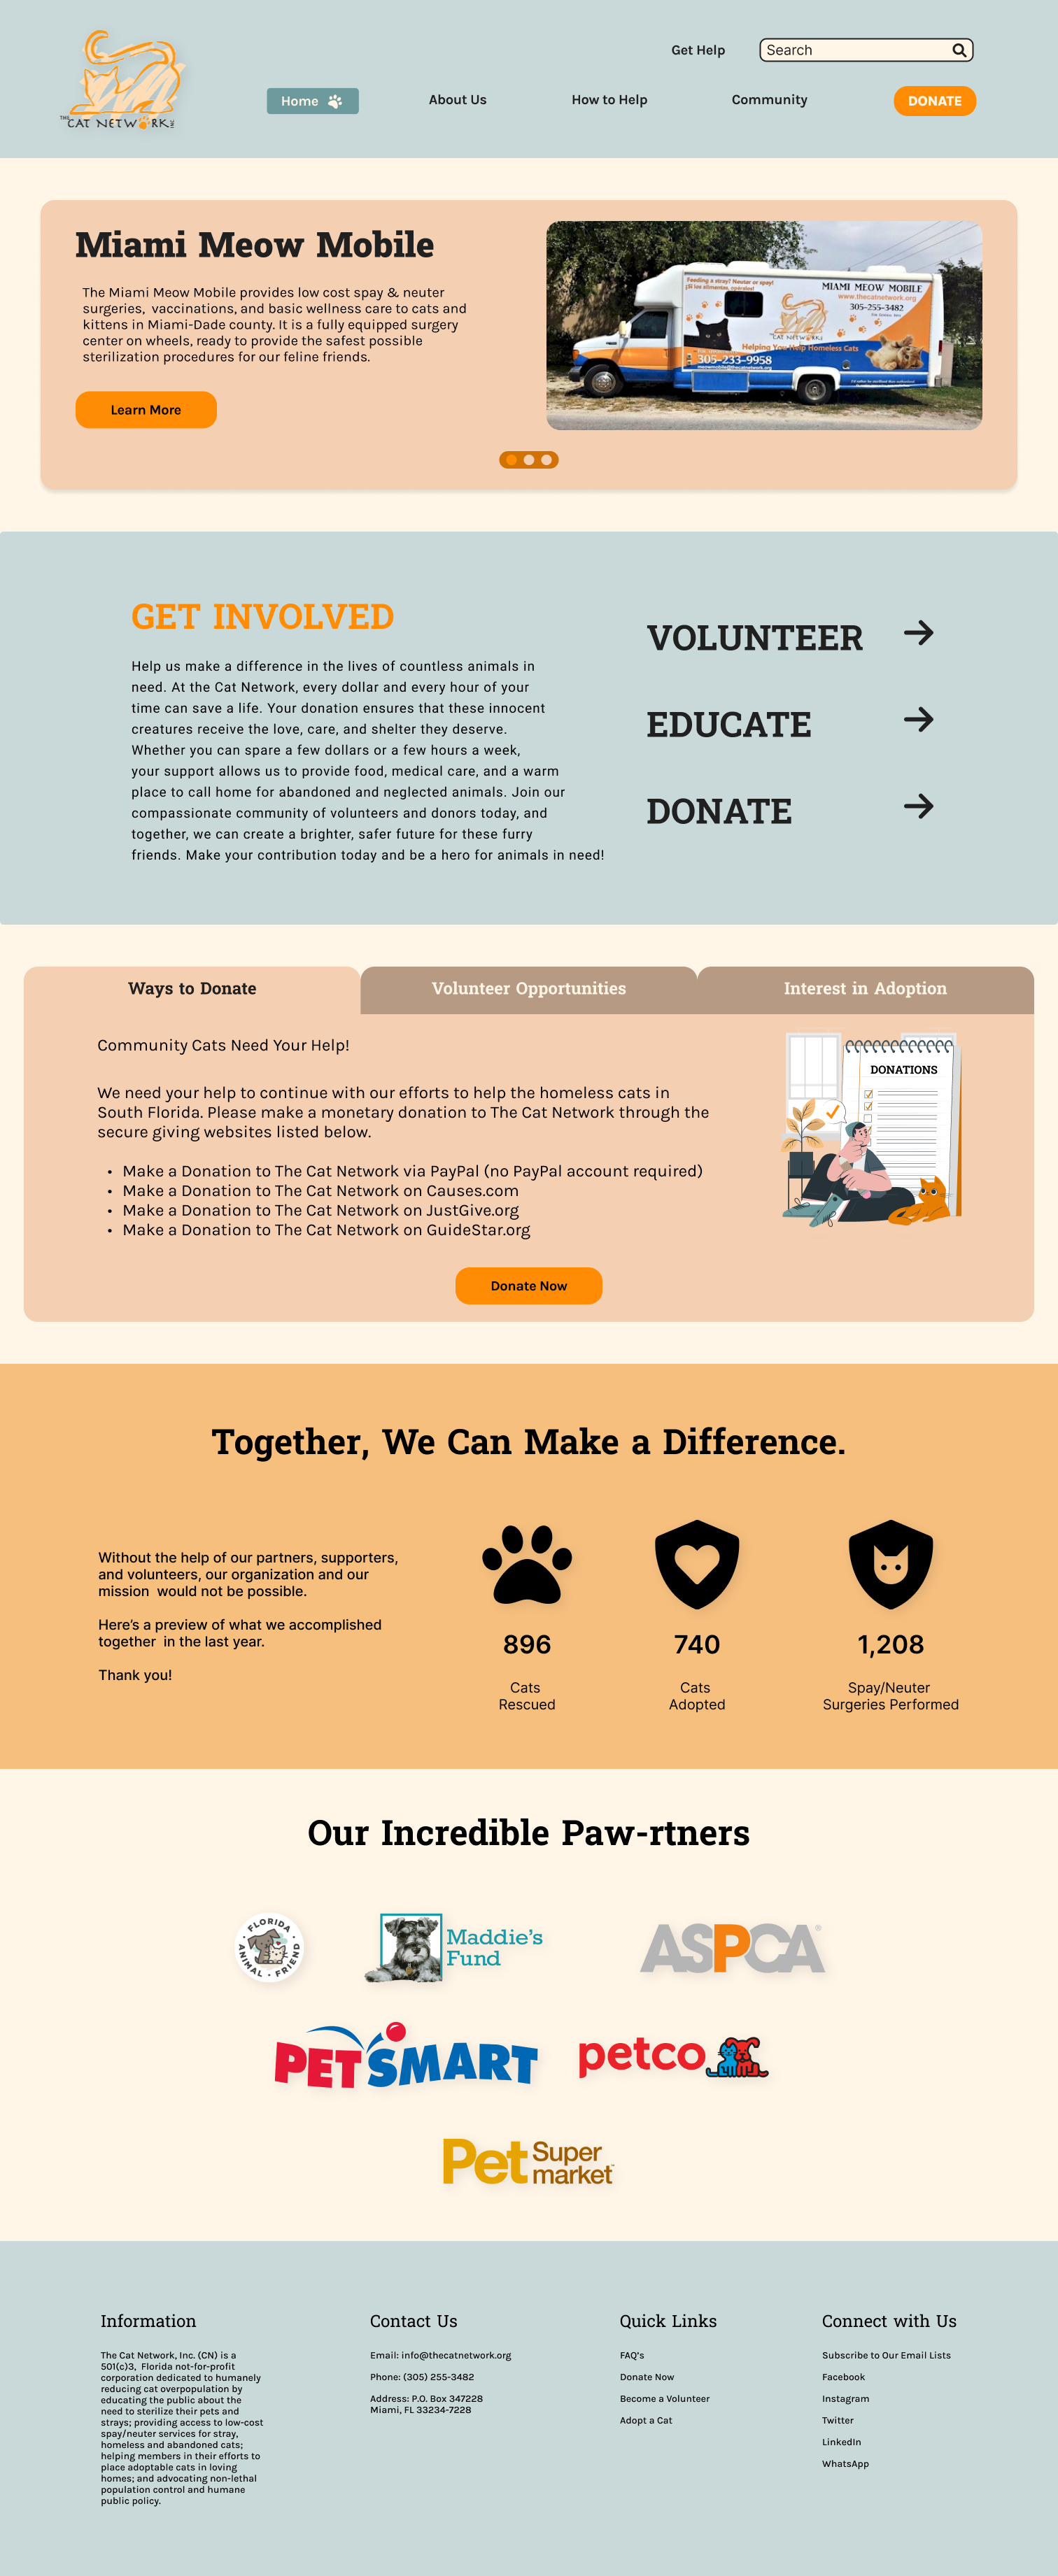 Get Help
Search
THE CAT NETWORK INC
Home
About Us
How to Help
Community
DONATE
Miami Meow Mobile
The Miami Meow Mobile provides low cost spay & neuter
surgeries,  vaccinations, and basic wellness care to cats and
kittens in Miami-Dade county. It is a fully equipped surgery
center on wheels, ready to provide the safest possible
sterilization procedures for our feline friends.
Learn More
Feeding a stray? Neuter or spay!
MIAMI MEOW MOBILE
www.thecatnetwork.org
305-255-3482
CAT NETWORK
Helping You Help Homeless Cats
305-233-9958
meowmobile@thecatnetwork.org
GET INVOLVED
Help us make a difference in the lives of countless animals in
need. At the Cat Network, every dollar and every hour of your
time can save a life. Your donation ensures that these innocent
creatures receive the love, care, and shelter they deserve.
Whether you can spare a few dollars or a few hours a week,
your support allows us to provide food, medical care, and a warm
place to call home for abandoned and neglected animals. Join our
compassionate community of volunteers and donors today, and
together, we can create a brighter, safer future for these furry
friends. Make your contribution today and be a hero for animals in need!
VOLUNTEER
EDUCATE
DONATE
Ways to Donate
Volunteer Opportunities
Interest in Adoption
Community Cats Need Your Help!
We need your help to continue with our efforts to help the homeless cats in
South Florida. Please make a monetary donation to The Cat Network through the
secure giving websites listed below.
• Make a Donation to The Cat Network via PayPal (no PayPal account required)
• Make a Donation to The Cat Network on Causes.com
• Make a Donation to The Cat Network on JustGive.org
• Make a Donation to The Cat Network on GuideStar.org
DONATIONS
Donate Now
Together, We Can Make a Difference.
Without the help of our partners, supporters,
and volunteers, our organization and our
mission  would not be possible.
Here's a preview of what we accomplished
together  in the last year.
Thank you!
896
Cats
Rescued
740
Cats
Adopted
1,208
Spay/Neuter
Surgeries Performed
Our Incredible Paw-rtners
FLORIDA
ANIMAL • FRIEND
Maddie's
Fund
ASPCA®
PETSMART
petco
Pet Super
market
Information
The Cat Network, Inc. (CN) is a
501(c)3,  Florida not-for-profit
corporation dedicated to humanely
reducing cat overpopulation by
educating the public about the
need to sterilize their pets and
strays; providing access to low-cost
spay/neuter services for stray,
homeless and abandoned cats;
helping members in their efforts to
place adoptable cats in loving
homes; and advocating non-lethal
population control and humane
public policy.
Contact Us
Email: info@thecatnetwork.org
Phone: (305) 255-3482
Address: P.O. Box 347228
Miami, FL 33234-7228
Quick Links
FAQ's
Donate Now
Become a Volunteer
Adopt a Cat
Connect with Us
Subscribe to Our Email Lists
Facebook
Instagram
Twitter
LinkedIn
WhatsApp